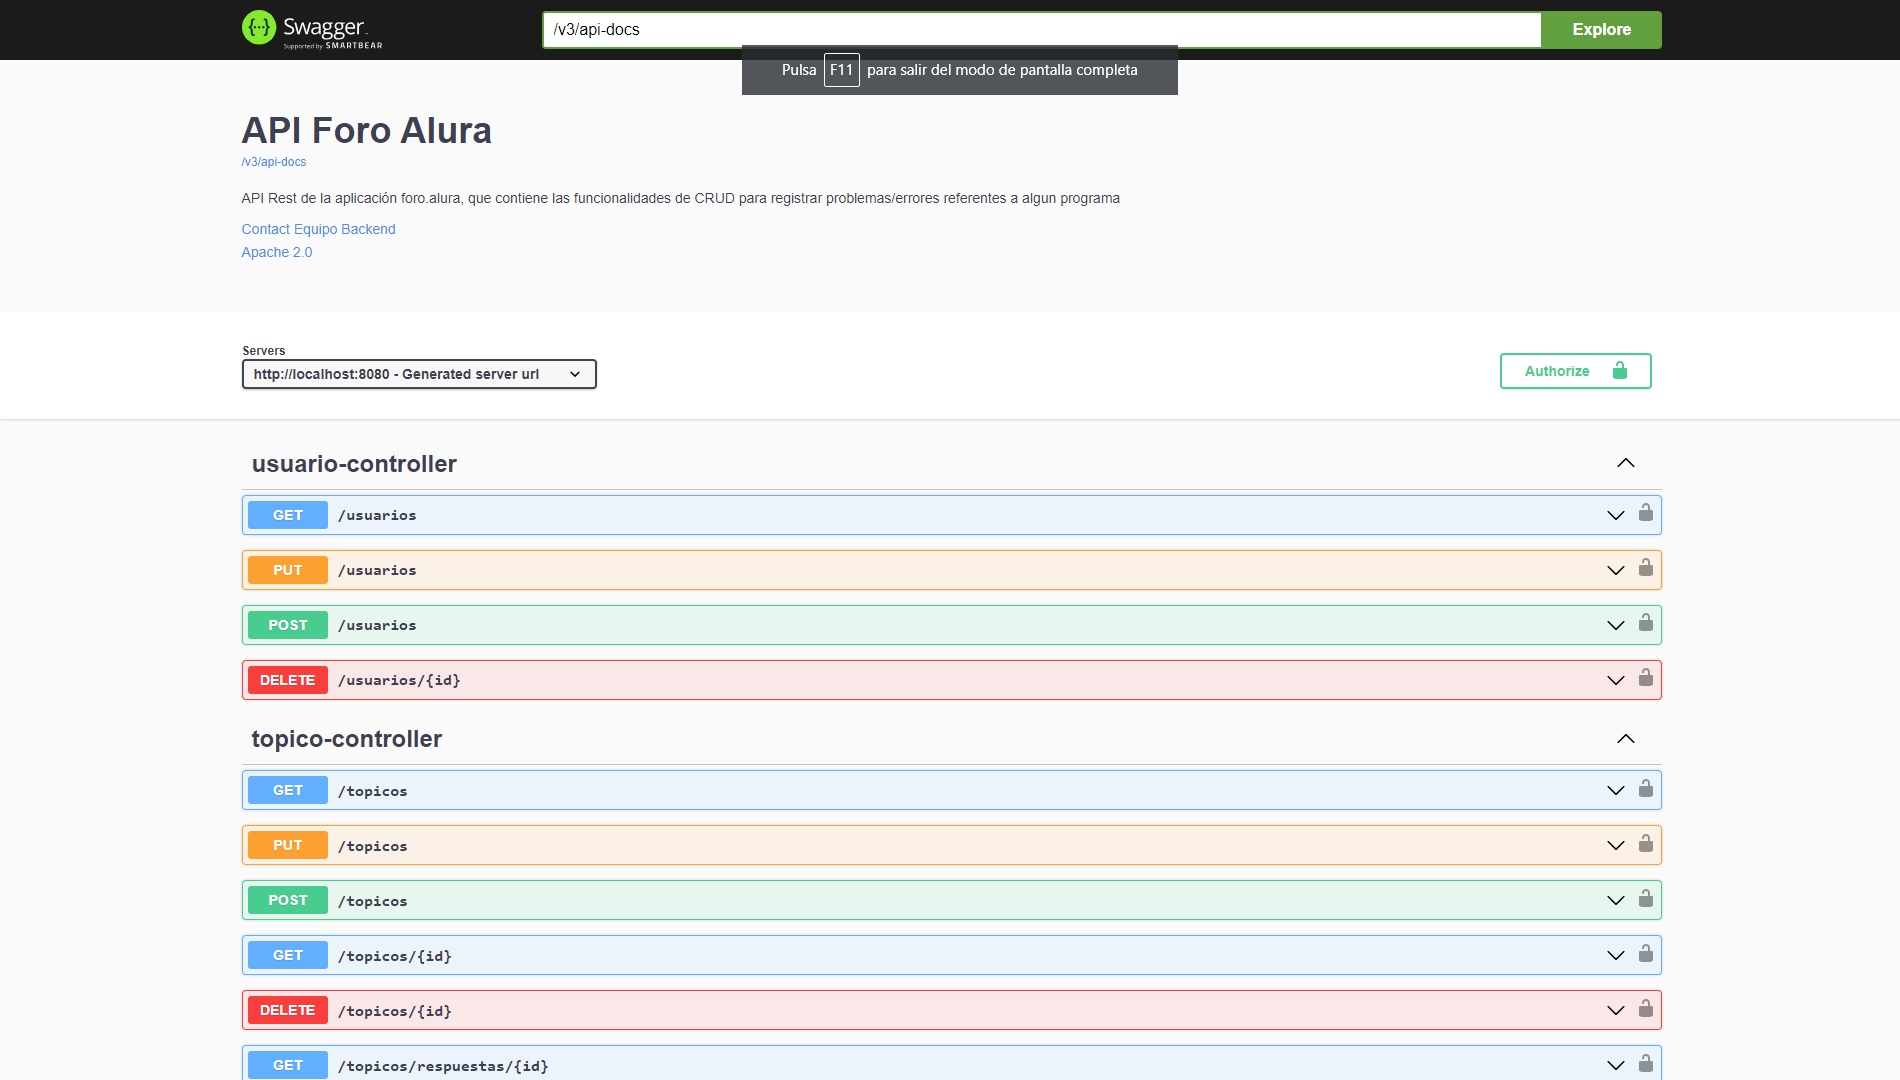 Swagger.
Supported by SMARTBEAR
/v3/api-docs
Explore
Pulsa F11 para salir del modo de pantalla completa
API Foro Alura
/v3/api-docs
API Rest de la aplicación foro.alura, que contiene las funcionalidades de CRUD para registrar problemas/errores referentes a algun programa
Contact Equipo Backend
Apache 2.0
Servers
http://localhost:8080 - Generated server url
Authorize
usuario-controller
GET /usuarios
PUT /usuarios
POST /usuarios
DELETE /usuarios/{id}
topico-controller
GET /topicos
PUT /topicos
POST /topicos
GET /topicos/{id}
DELETE /topicos/{id}
GET /topicos/respuestas/{id}